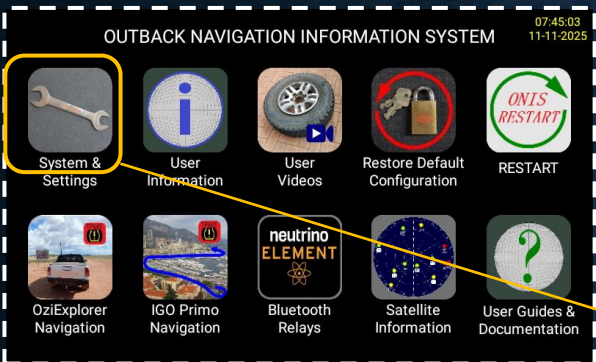 07:45:03
OUTBACK NAVIGATION INFORMATION SYSTEM
11-11-2025
i
ONIS
RESTART
System &
Settings
User
Information
User
Videos
Restore Default
Configuration
RESTART
neutrino
ELEMENT
?
OziExplorer
Navigation
IGO Primo
Navigation
Bluetooth
Relays
Satellite
Information
User Guides &
Documentation